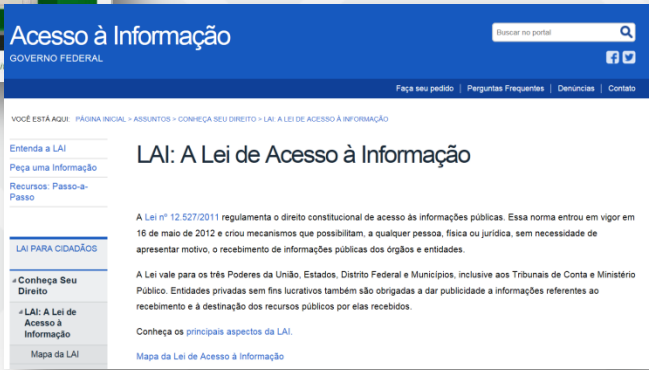 Acesso à Informação
GOVERNO FEDERAL
Buscar no portal
Faça seu pedido | Perguntas Frequentes | Denúncias | Contato
VOCÊ ESTÁ AQUI: PÁGINA INICIAL > ASSUNTOS > CONHEÇA SEU DIREITO > LAI: A LEI DE ACESSO À INFORMAÇÃO
Entenda a LAI
Peça uma Informação
Recursos: Passo-a-
Passo
LAI PARA CIDADÃOS
Conheça Seu
Direito
LAI: A Lei de
Acesso à
Informação
Mapa da LAI
LAI: A Lei de Acesso à Informação
A Lei nº 12.527/2011 regulamenta o direito constitucional de acesso às informações públicas. Essa norma entrou em vigor em
16 de maio de 2012 e criou mecanismos que possibilitam, a qualquer pessoa, física ou jurídica, sem necessidade de
apresentar motivo, o recebimento de informações públicas dos órgãos e entidades.
A Lei vale para os três Poderes da União, Estados, Distrito Federal e Municípios, inclusive aos Tribunais de Conta e Ministério
Público. Entidades privadas sem fins lucrativos também são obrigadas a dar publicidade a informações referentes ao
recebimento e à destinação dos recursos públicos por elas recebidos.
Conheça os principais aspectos da LAI.
Mapa da Lei de Acesso à Informação